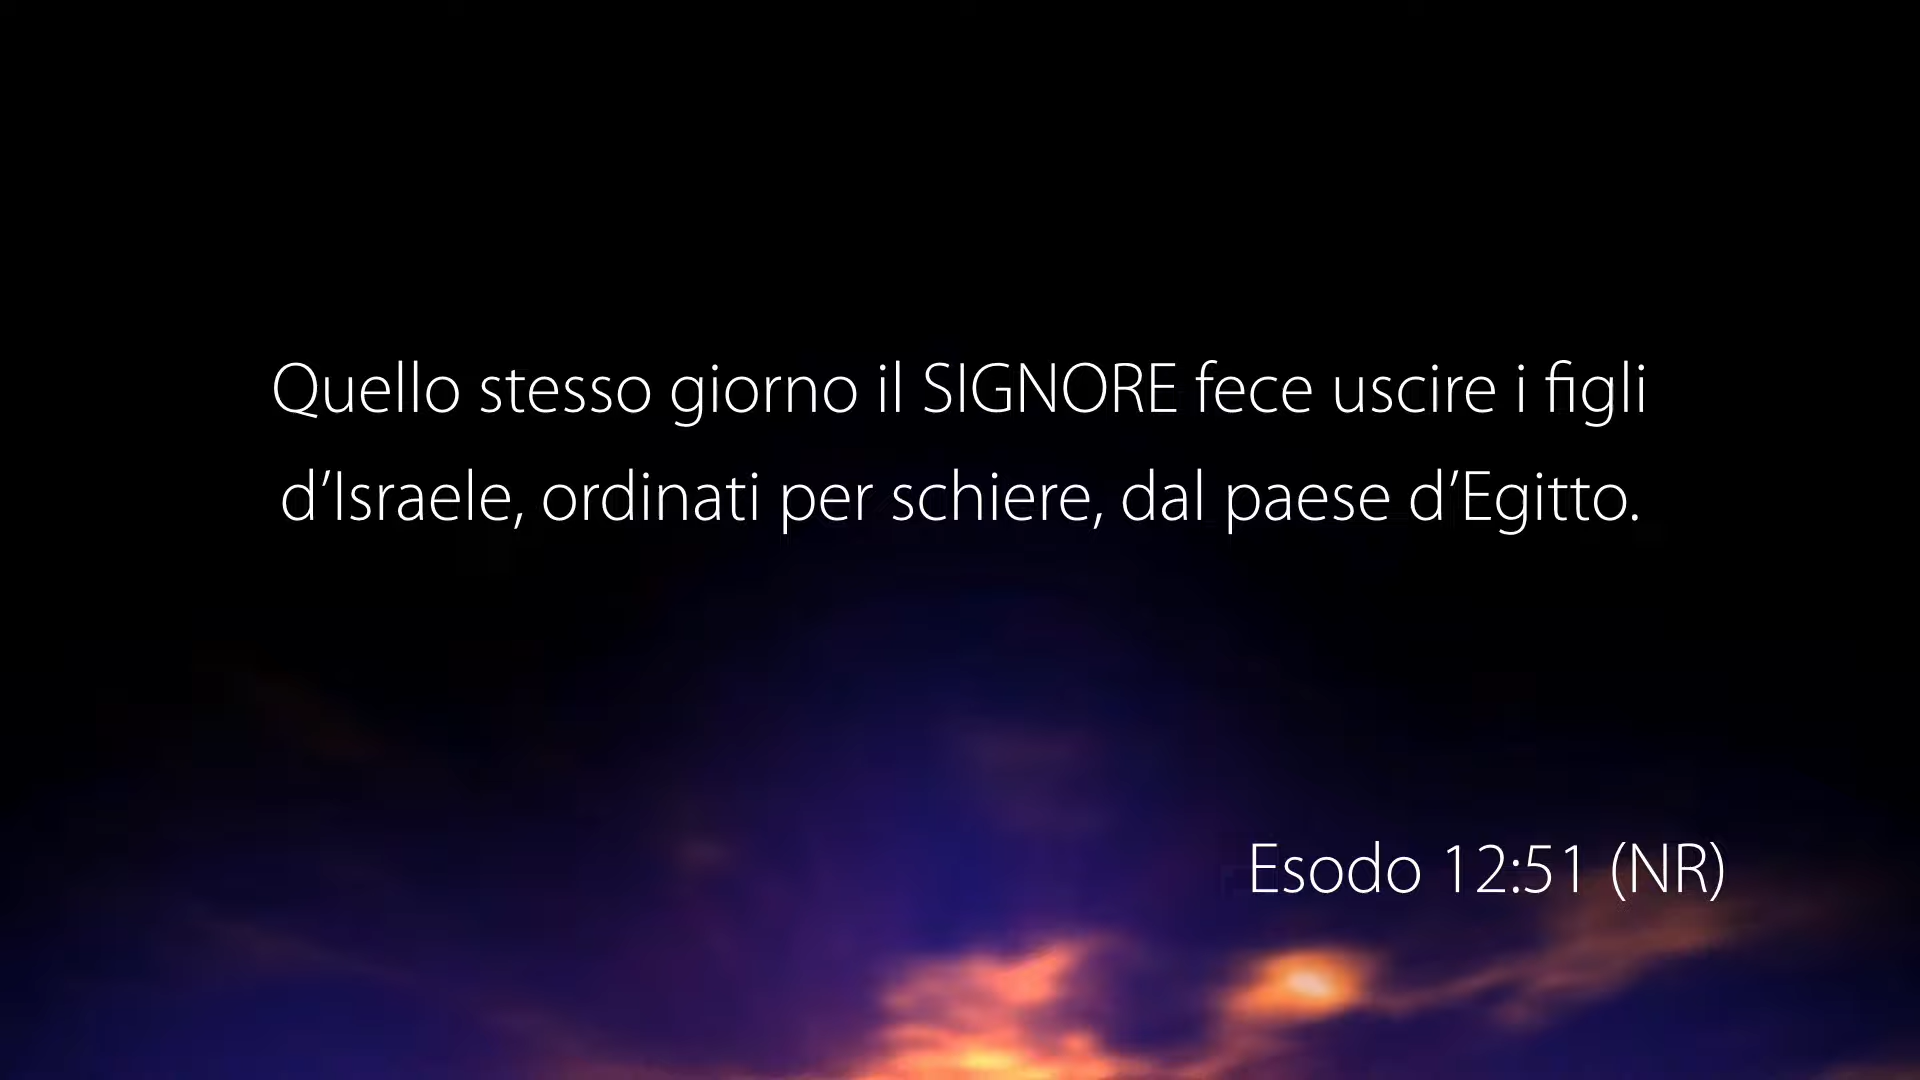 Quello stesso giorno il SIGNORE fece uscire i figli
d’Israele, ordinati per schiere, dal paese d’Egitto.
Esodo 12:51 (NR)